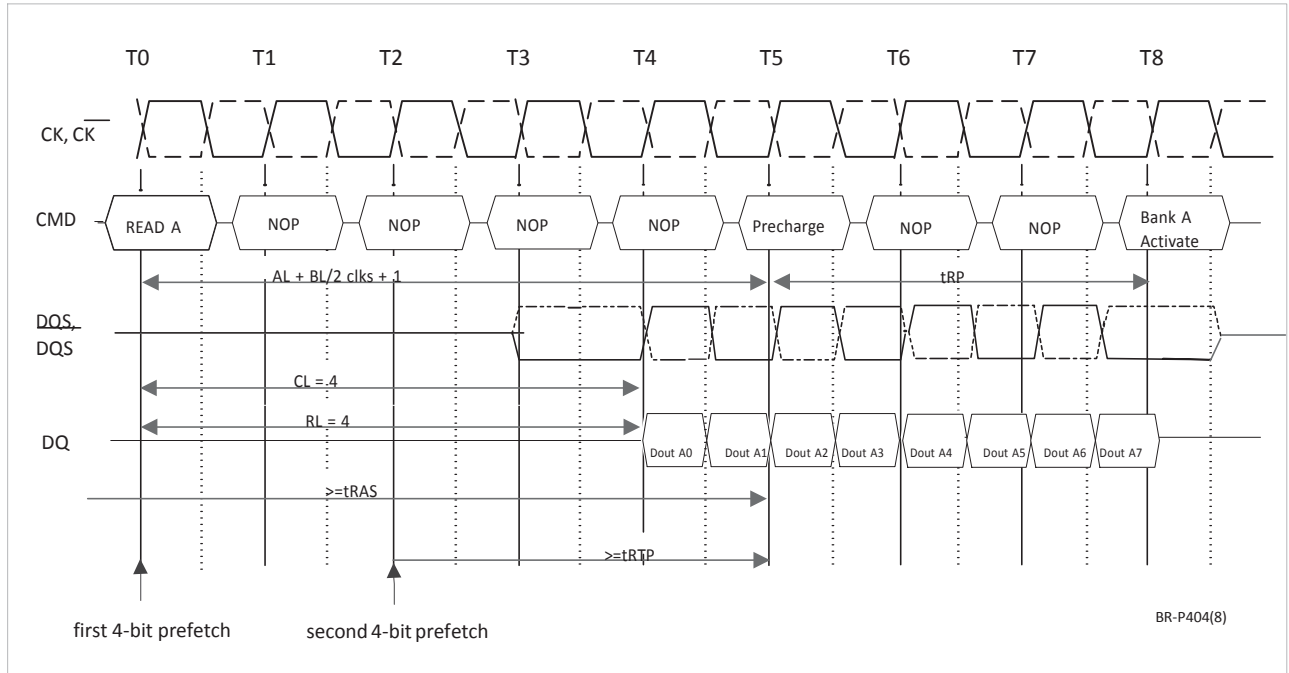 T0 T1 T2 T3 T4 T5 T6 T7 T8
CK, CK
CMD READ A NOP NOP NOP NOP Precharge NOP NOP Bank A
Activate
AL + BL/2 clks + 1 tRP
DQS,
DQS
CL = 4
RL = 4
DQ Dout A0 Dout A1 Dout A2 Dout A3 Dout A4 Dout A5 Dout A6 Dout A7
>=tRAS
>=tRTP
first 4-bit prefetch second 4-bit prefetch
BR-P404(8)